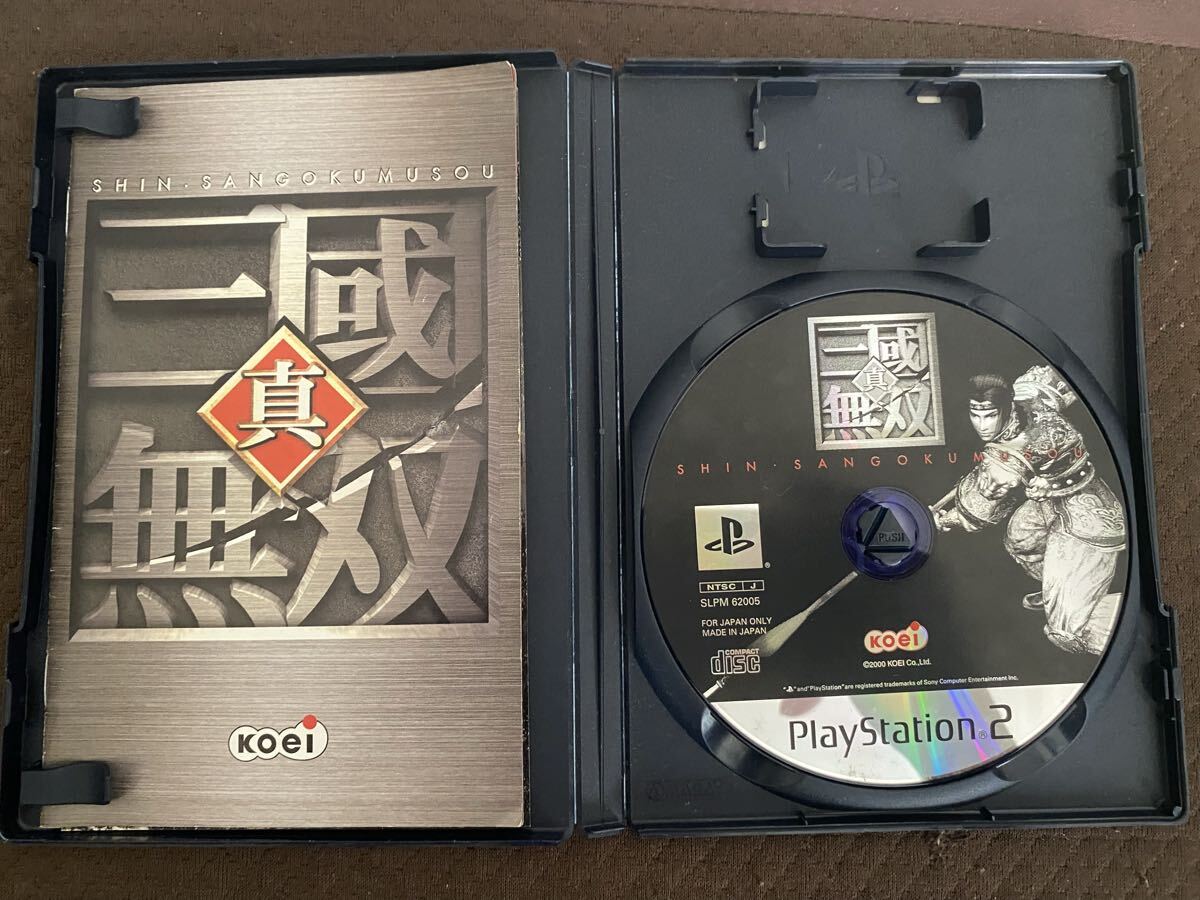 SHIN・SANGOKUMUSOU
三國
真
無双
KOEI
三國
真
無双
SHIN・SANGOKUMUSOU
PUSH
NTSC J
SLPM 62005
FOR JAPAN ONLY
MADE IN JAPAN
COMPACT
disc
KOEI
©2000 KOEI Co.,Ltd.
"PS" and "PlayStation" are registered trademarks of Sony Computer Entertainment Inc.
PlayStation®2